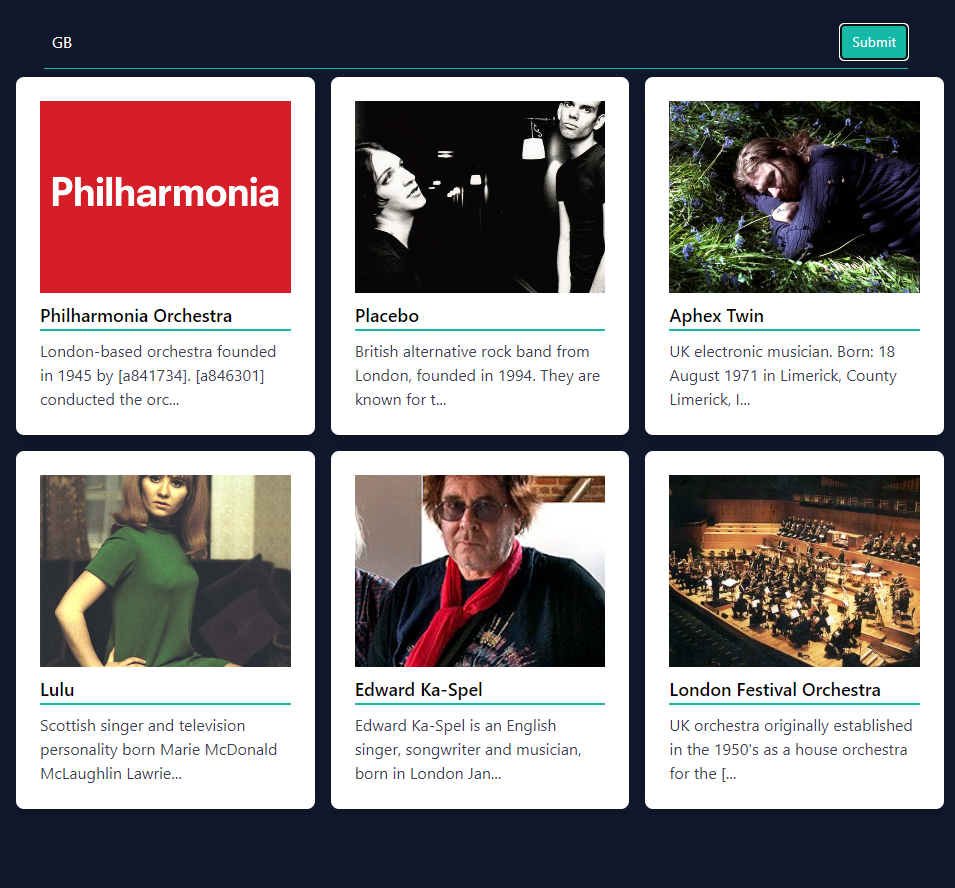 GB
Submit
Philharmonia
Philharmonia Orchestra
London-based orchestra founded
in 1945 by [a841734]. [a846301]
conducted the orc...
Placebo
British alternative rock band from
London, founded in 1994. They are
known for t...
Aphex Twin
UK electronic musician. Born: 18
August 1971 in Limerick, County
Limerick, I...
Lulu
Scottish singer and television
personality born Marie McDonald
McLaughlin Lawrie...
Edward Ka-Spel
Edward Ka-Spel is an English
singer, songwriter and musician,
born in London Jan...
London Festival Orchestra
UK orchestra originally established
in the 1950's as a house orchestra
for the [...